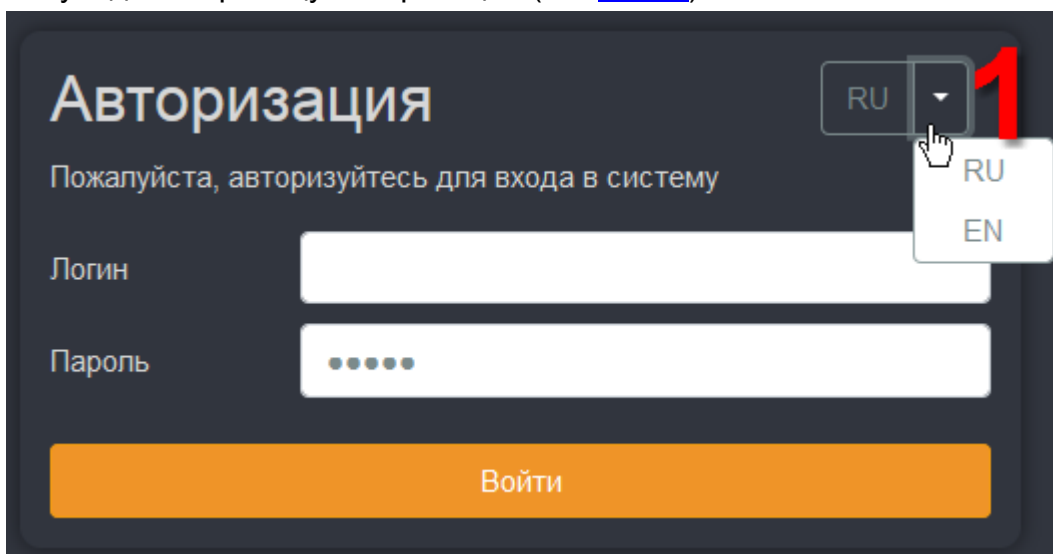 Авторизация
RU
1
Пожалуйста, авторизуйтесь для входа в систему
RU
EN
Логин
Пароль
Войти